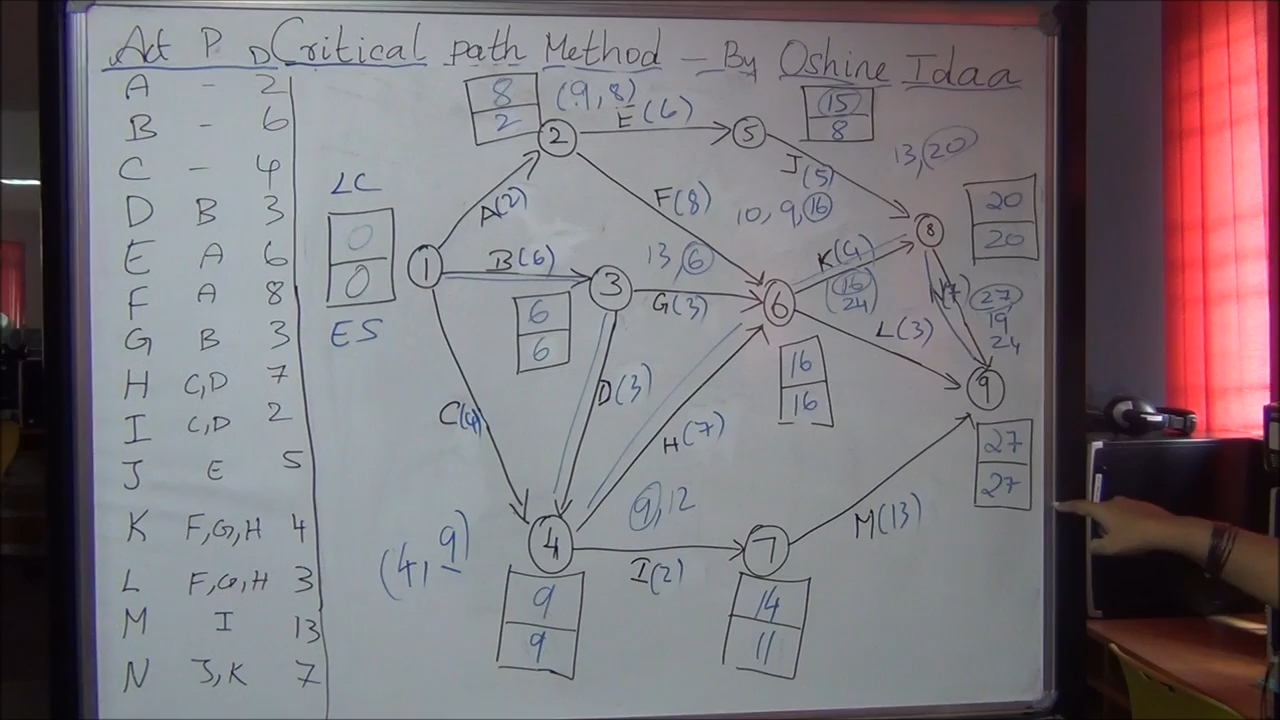 Act P D Critical path Method - By Oshine Idaa
A - 2
B - 6
C - 4
D B 3
E A 6
F A 8
G B 3
H C,D 7
I C,D 2
J E 5
K F,G,H 4
L F,G,H 3
M I 13
N J,K 7
LC
0
0
ES
1
A(2)
B(6)
C(4)
8
2
2
(9,8)
E(6)
5
15
8
J(5)
13,20
F(8)
10, 9, 16
13,6
3
G(3)
6
6
D(3)
6
K(4)
16
24
8
20
20
N(7)
27
19
24
L(3)
16
16
H(7)
9
27
27
(4, 9)
4
9
9
9,12
I(2)
7
14
11
M(13)